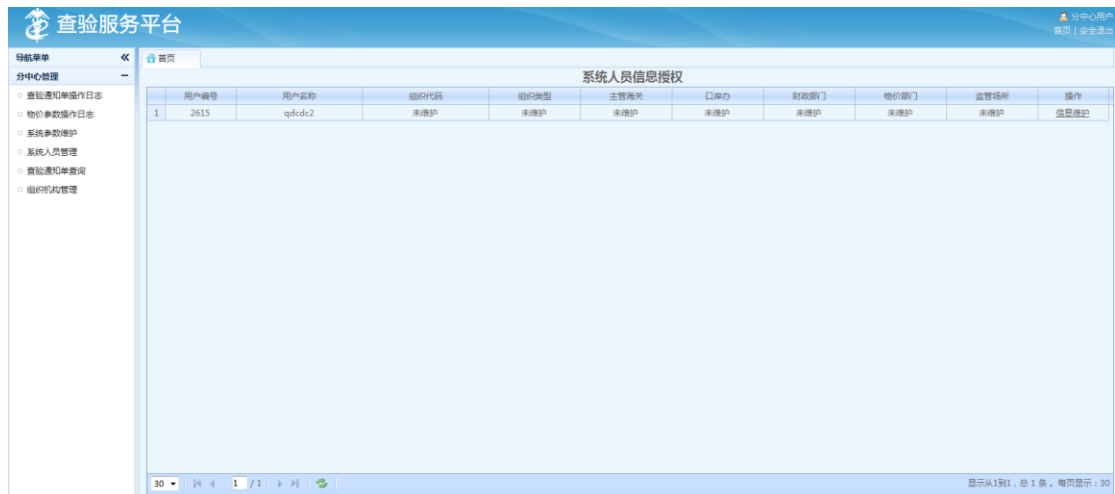 查验服务平台
分中心用户
首页 | 安全退出
导航菜单
首页
分中心管理
系统人员信息授权
查验通知单操作日志
物价参数操作日志
系统参数维护
系统人员管理
查验通知单查询
组织机构管理
用户编号 用户名称 组织代码 组织类型 主管海关 口岸办 财政部门 物价部门 监管场所 操作
1 2615 qdcdc2 未维护 未维护 未维护 未维护 未维护 未维护 未维护 信息维护
30 1 / 1 显示从1到1，总 1 条 。每页显示：30